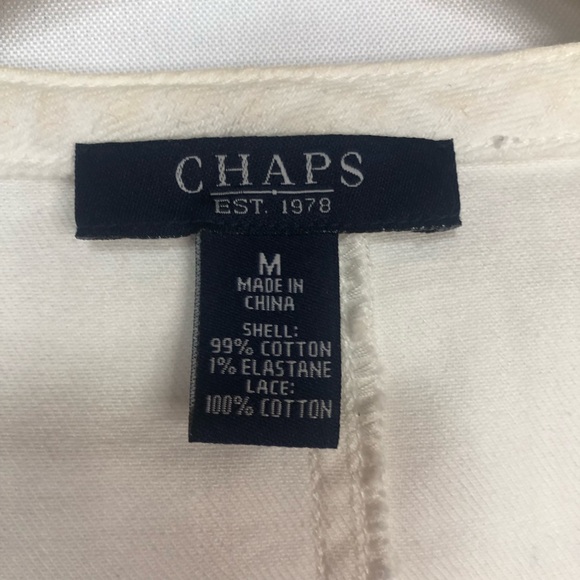 CHAPS
EST. 1978
M
MADE IN
CHINA
SHELL:
99% COTTON
1% ELASTANE
LACE:
100% COTTON